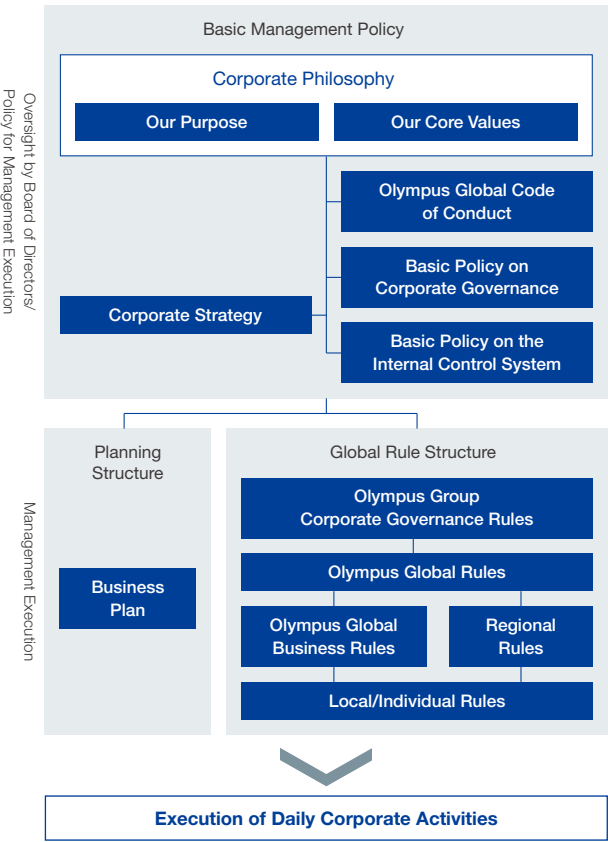 Basic Management Policy
Corporate Philosophy
Our Purpose
Our Core Values
Olympus Global Code
of Conduct
Basic Policy on
Corporate Governance
Corporate Strategy
Basic Policy on the
Internal Control System
Oversight by Board of Directors/
Policy for Management Execution
Planning
Structure
Business
Plan
Global Rule Structure
Olympus Group
Corporate Governance Rules
Olympus Global Rules
Olympus Global
Business Rules
Regional
Rules
Local/Individual Rules
Management Execution
Execution of Daily Corporate Activities